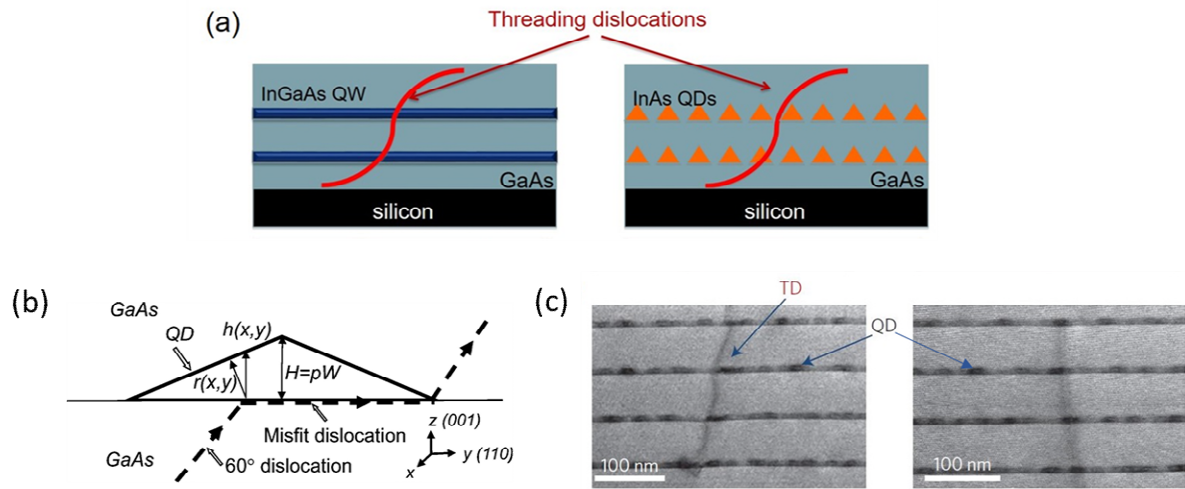 (a)
Threading dislocations
InGaAs QW
GaAs
silicon
InAs QDs
GaAs
silicon
(b)
GaAs
QD
h(x,y)
r(x,y)
H=pW
Misfit dislocation
GaAs
60° dislocation
z (001)
y (110)
x
(c)
TD
QD
100 nm
100 nm